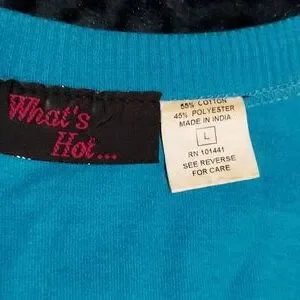 What's
Hot...
55% COTTON
45% POLYESTER
MADE IN INDIA
L
RN 101441
SEE REVERSE
FOR CARE